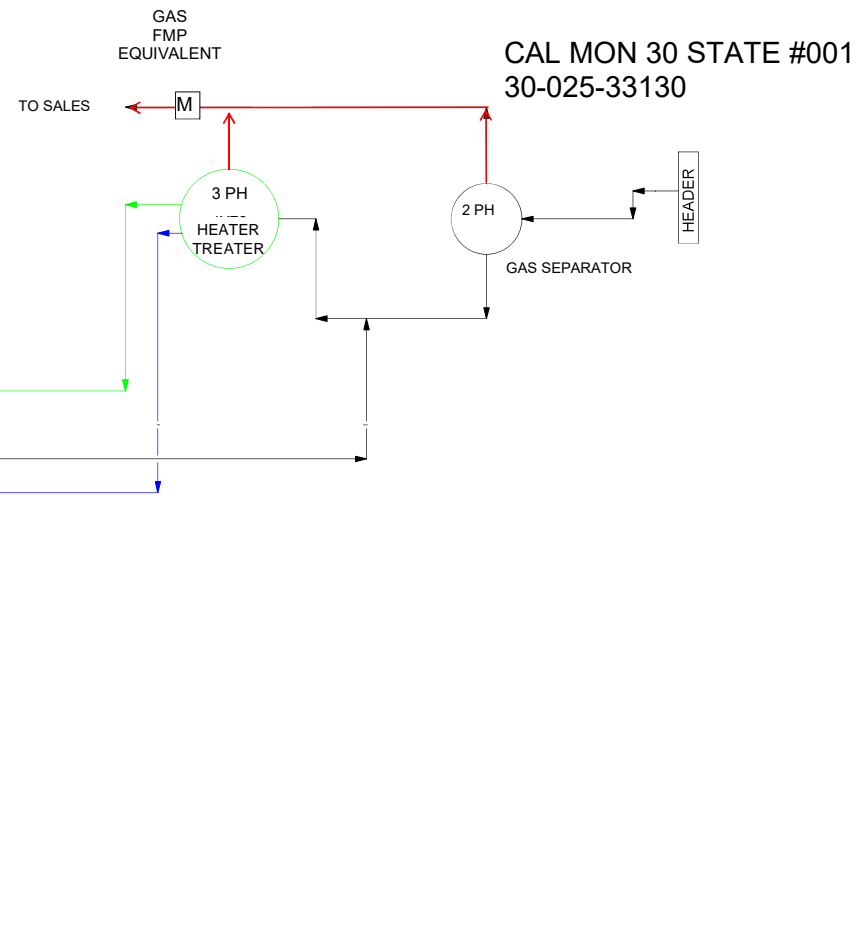 GAS
FMP
EQUIVALENT
CAL MON 30 STATE #001
30-025-33130
TO SALES
M
3 PH
HEATER
TREATER
2 PH
HEADER
GAS SEPARATOR